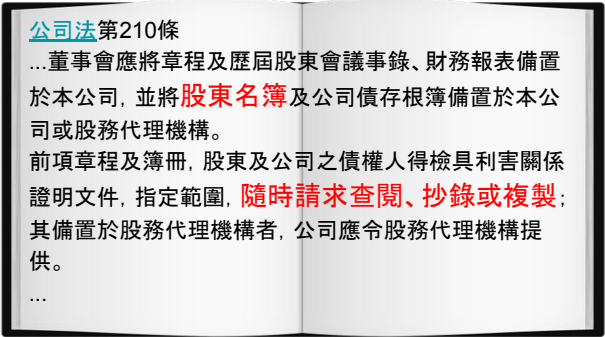 公司法第210條
...董事會應將章程及歷屆股東會議事錄、財務報表備置
於本公司, 並將股東名簿及公司債存根簿備置於本公
司或股務代理機構。
前項章程及簿冊, 股東及公司之債權人得檢具利害關係
證明文件, 指定範圍, 隨時請求查閱、抄錄或複製;
其備置於股務代理機構者, 公司應令股務代理機構提
供。
...